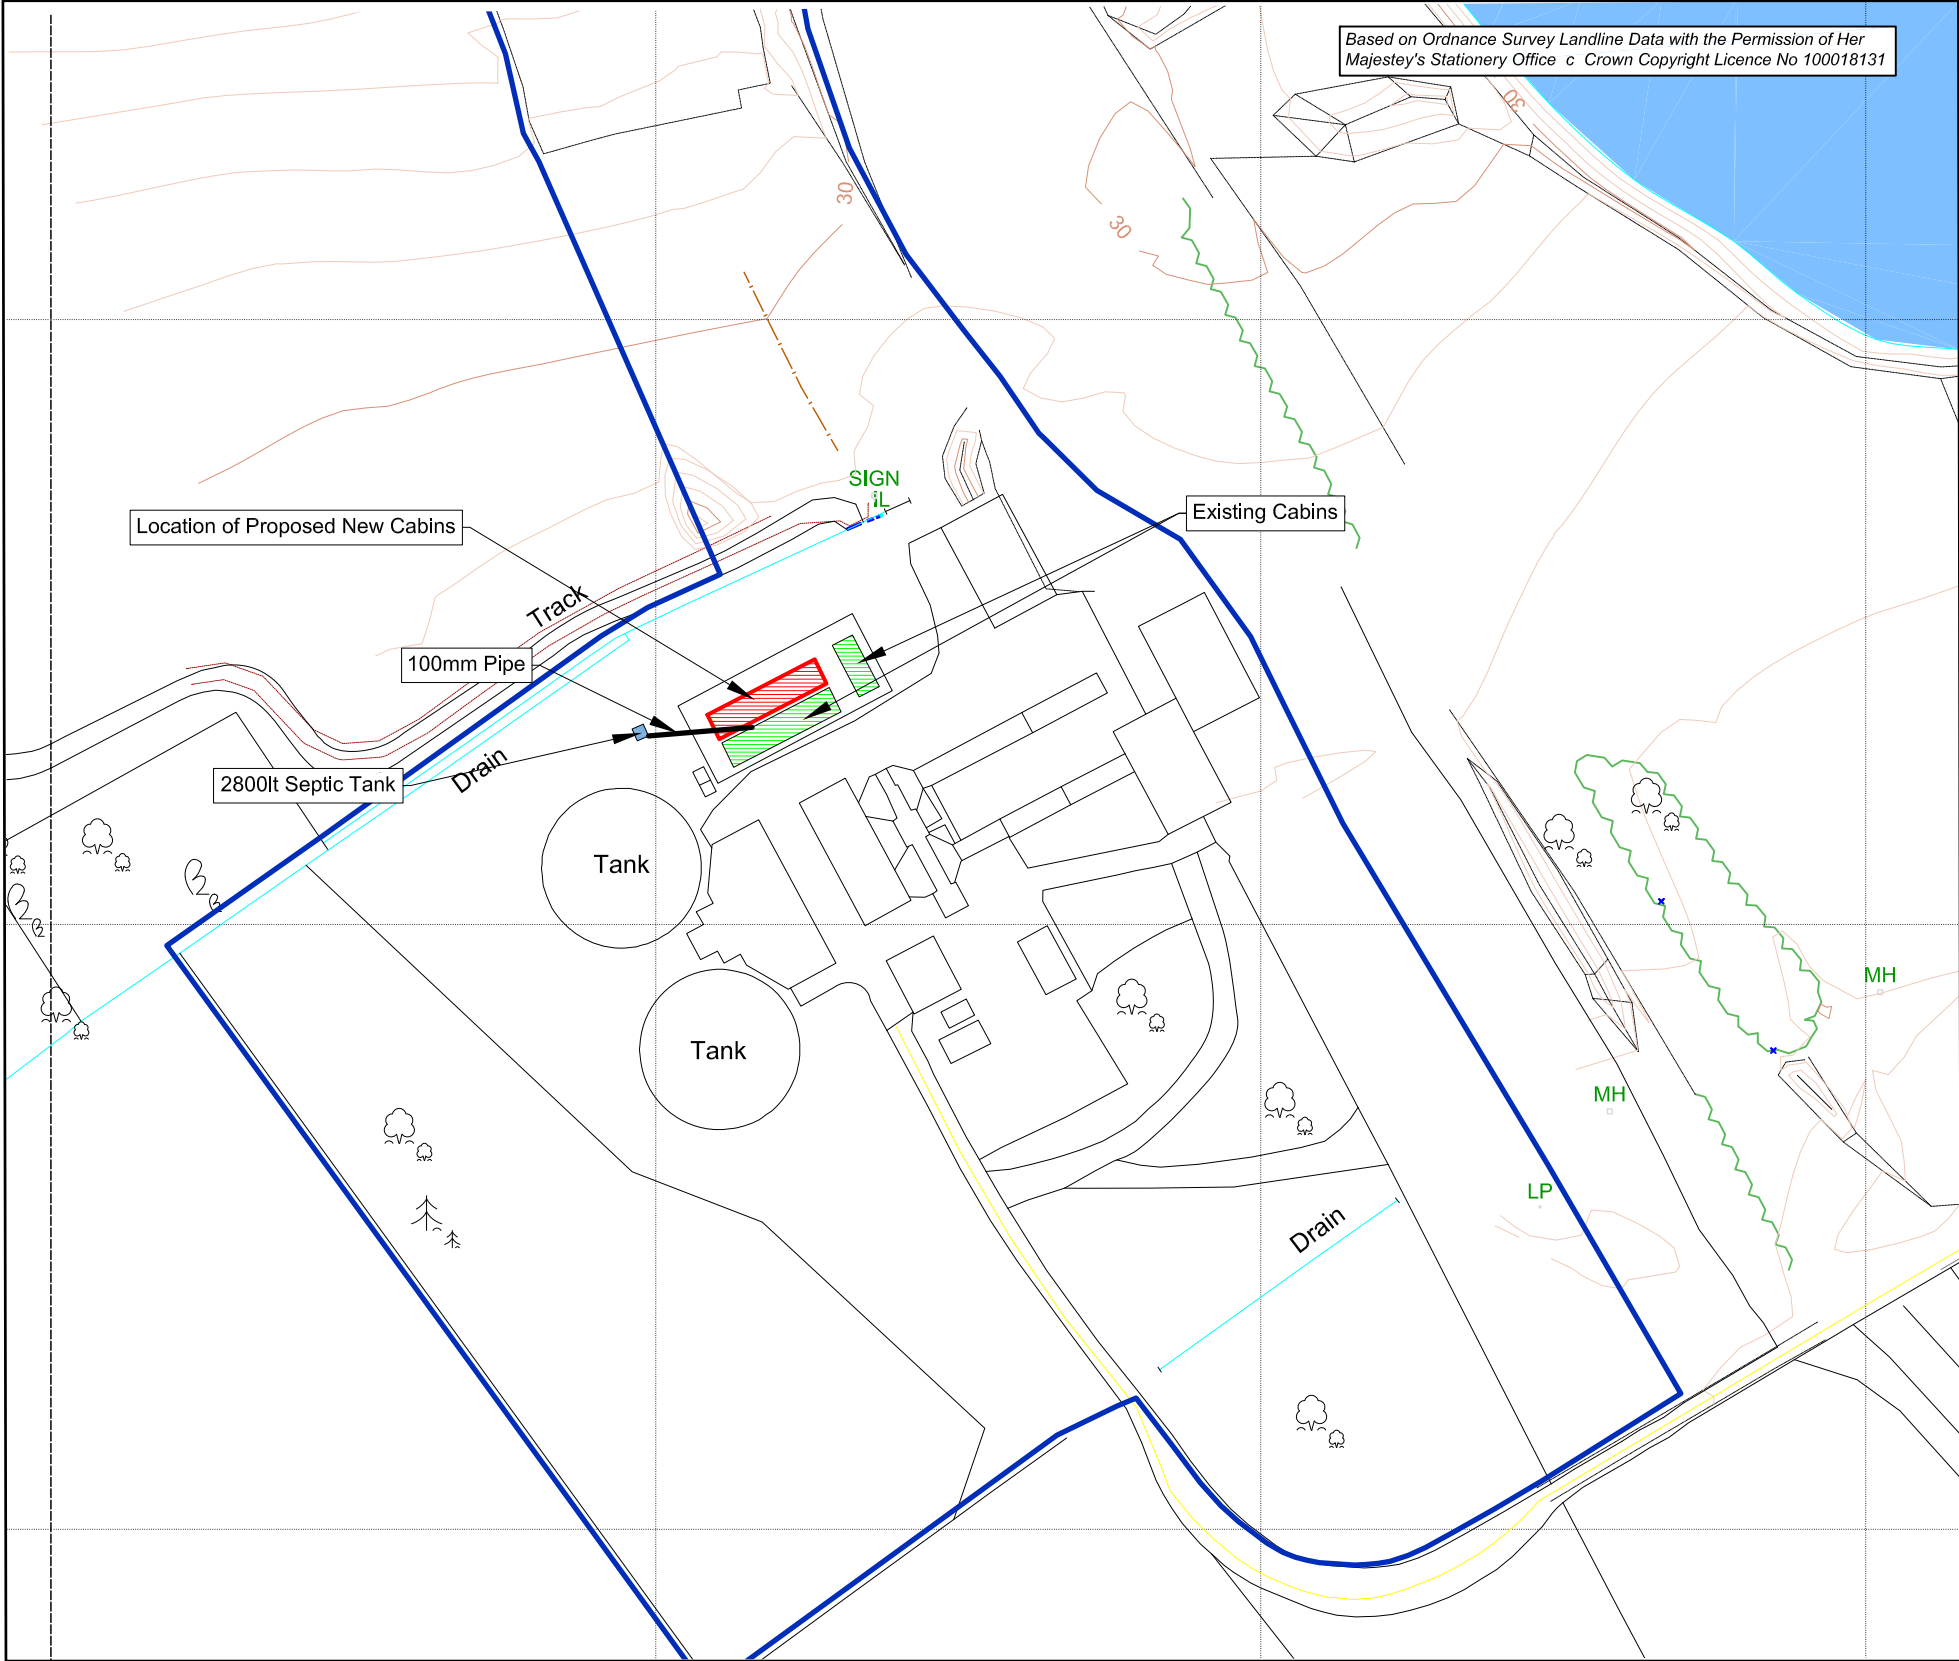 Based on Ordnance Survey Landline Data with the Permission of Her
Majestey's Stationery Office c Crown Copyright Licence No 100018131
30
30
30
SIGN
IL
Location of Proposed New Cabins
Existing Cabins
Track
100mm Pipe
Drain
2800lt Septic Tank
Tank
Tank
MH
MH
LP
Drain